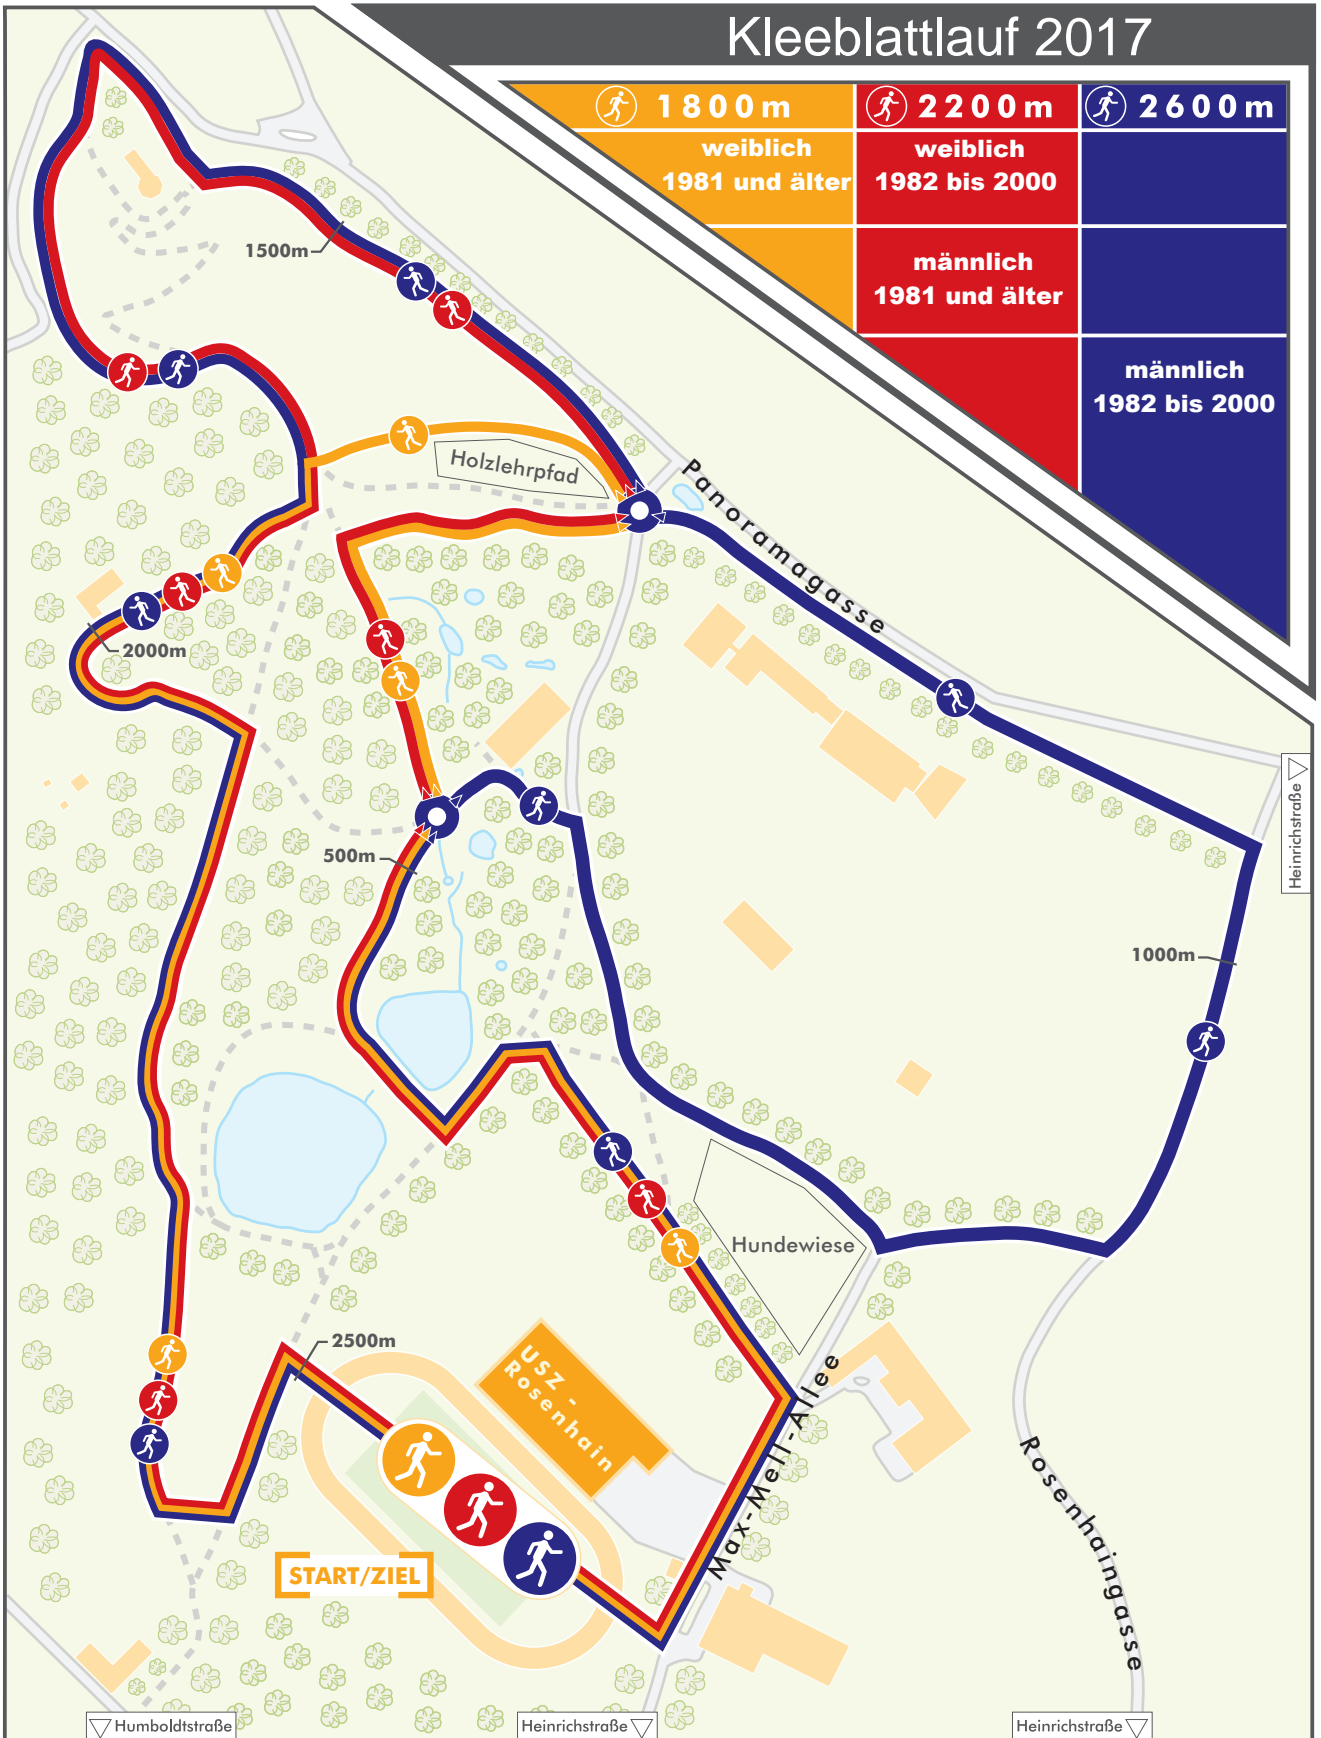 Kleeblattlauf 2017
1800m
2200m
2600m
weiblich
1981 und älter
weiblich
1982 bis 2000
männlich
1981 und älter
männlich
1982 bis 2000
1500m
Holzlehrpfad
Panoramagasse
2000m
Heinrichstraße
500m
1000m
Hundewiese
2500m
USZ -
Rosenhain
Max-Mell-Allee
Rosenhaingasse
START/ZIEL
Humboldtstraße
Heinrichstraße
Heinrichstraße